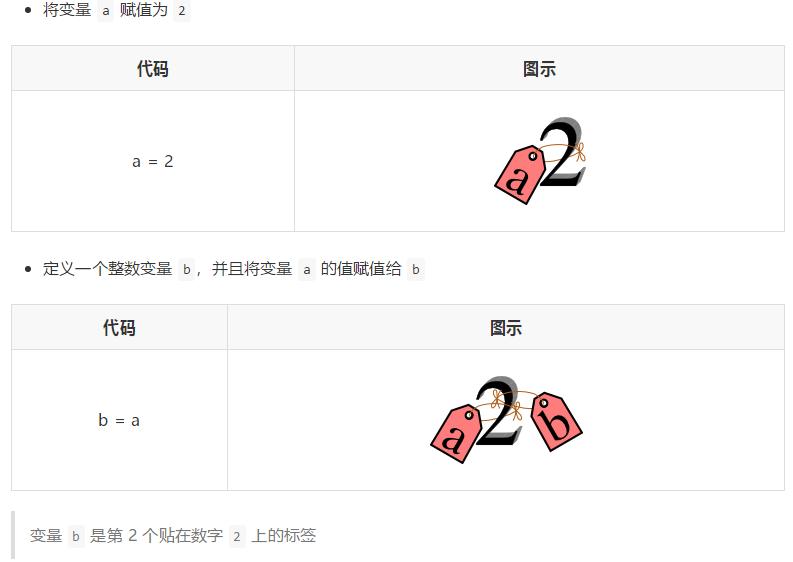 将变量 a 赋值为 2
代码 图示
a = 2
2
a
定义一个整数变量 b，并且将变量 a 的值赋值给 b
代码 图示
b = a
2
a b
变量 b 是第 2 个贴在数字 2 上的标签